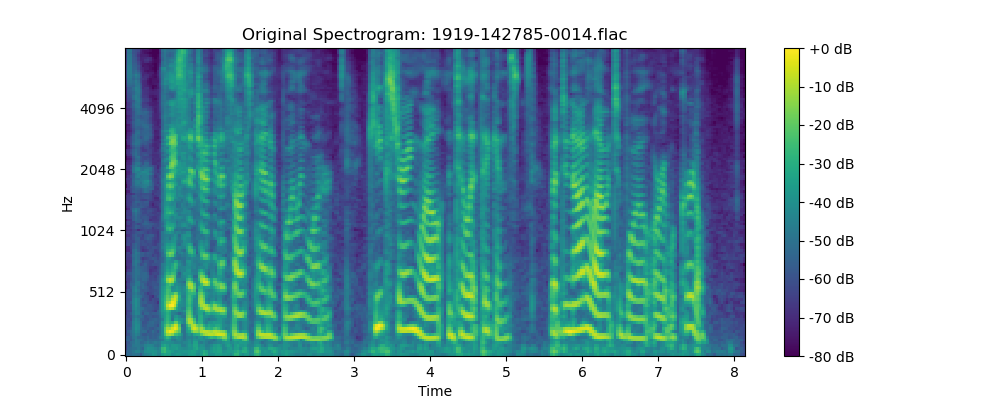 Original Spectrogram: 1919-142785-0014.flac
Hz
4096
2048
1024
512
0
0 1 2 3 4 5 6 7 8
Time
+0 dB
-10 dB
-20 dB
-30 dB
-40 dB
-50 dB
-60 dB
-70 dB
-80 dB